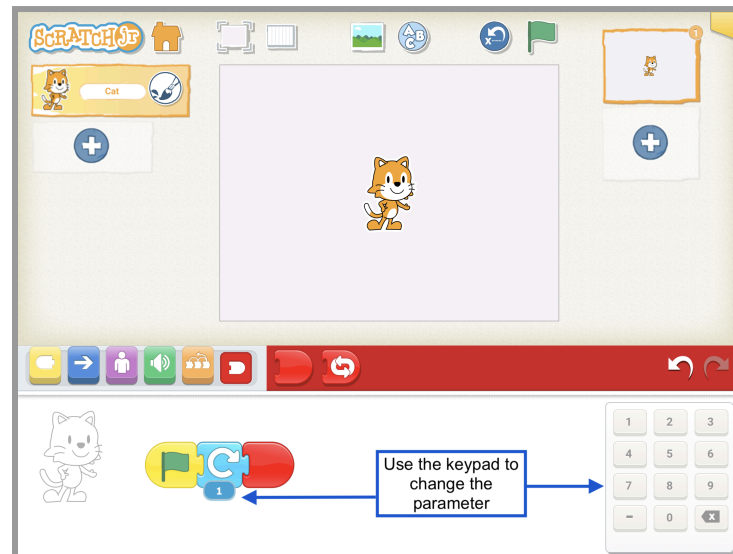 SCRATCH Jr
A
B
C
x
1
Cat
1
2
3
4
5
6
7
8
9
-
0
x
1
Use the keypad to
change the
parameter